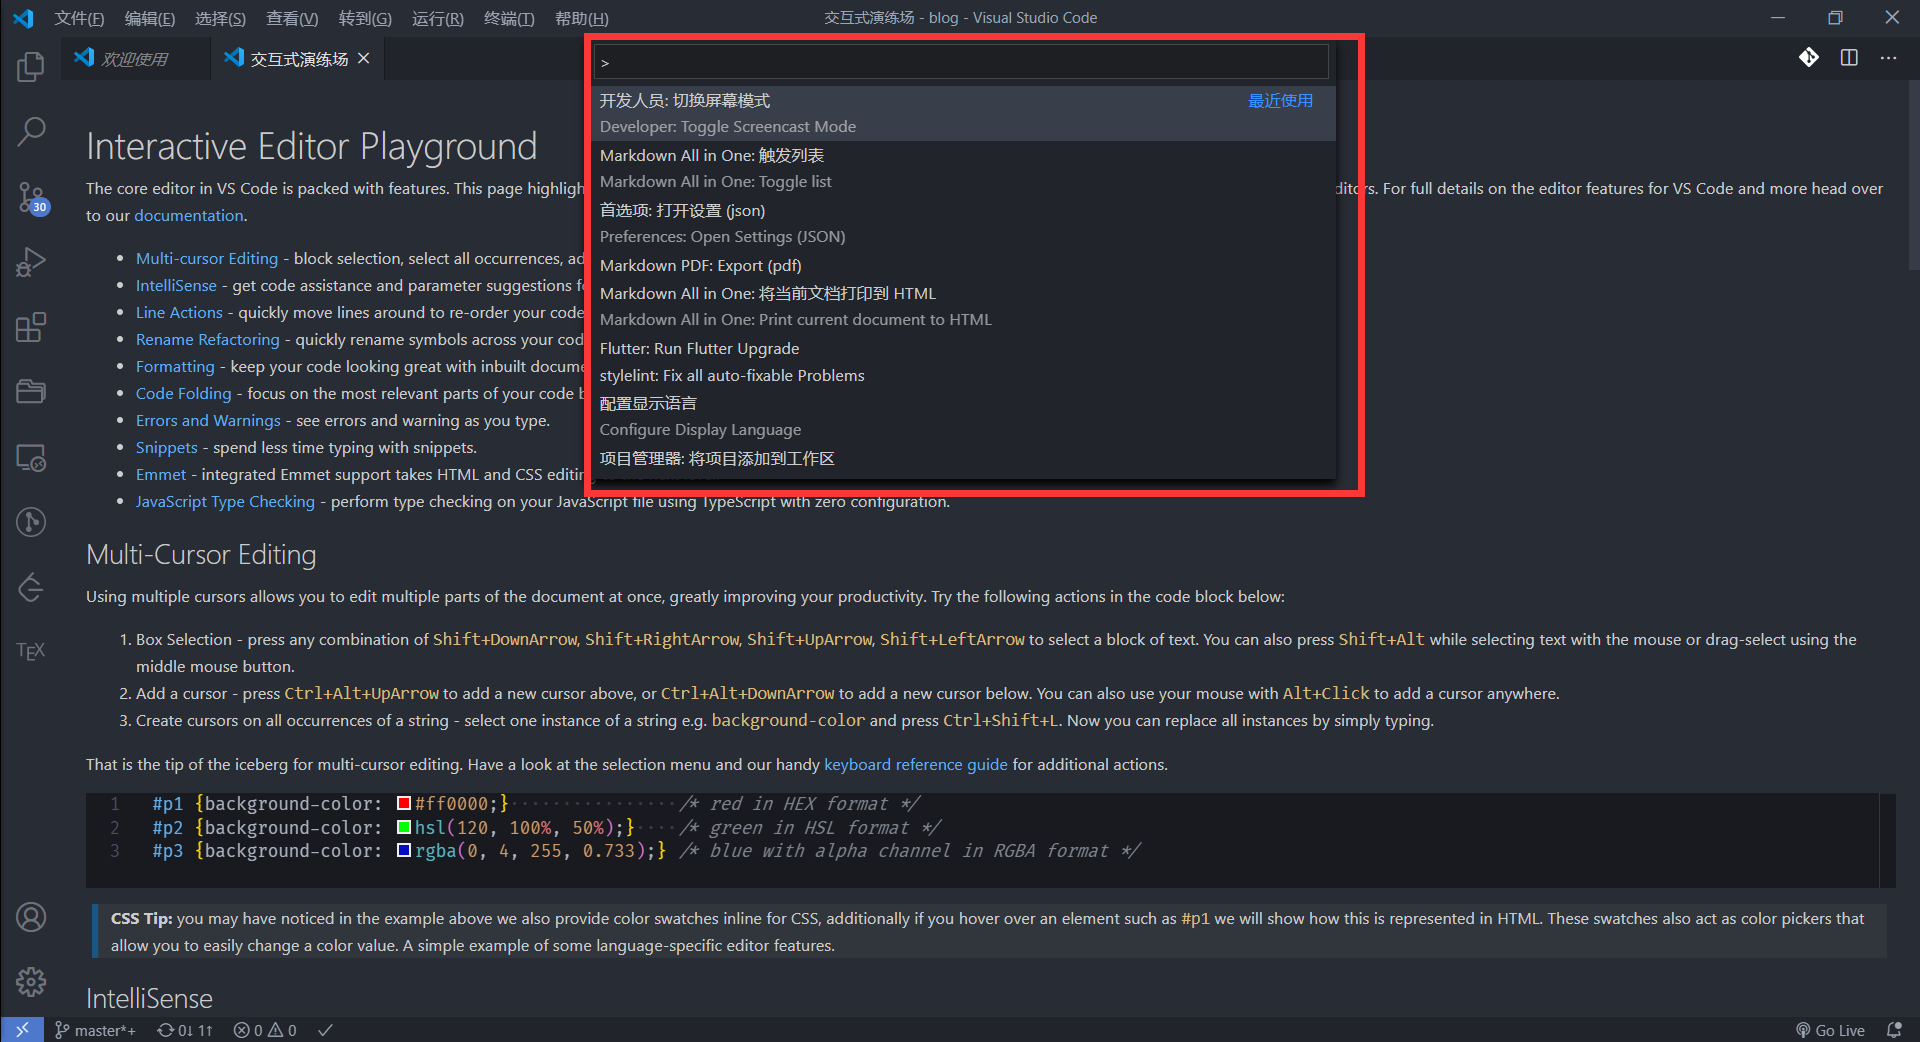 文件(F) 编辑(E) 选择(S) 查看(V) 转到(G) 运行(R) 终端(T) 帮助(H) 交互式演练场 - blog - Visual Studio Code
欢迎使用 交互式演练场
>
开发人员: 切换屏幕模式 最近使用
Developer: Toggle Screencast Mode
Markdown All in One: 触发列表
Markdown All in One: Toggle list
首选项: 打开设置 (json)
Preferences: Open Settings (JSON)
Markdown PDF: Export (pdf)
Markdown All in One: 将当前文档打印到 HTML
Markdown All in One: Print current document to HTML
Flutter: Run Flutter Upgrade
stylelint: Fix all auto-fixable Problems
配置显示语言
Configure Display Language
项目管理器: 将项目添加到工作区
30
TEX
Interactive Editor Playground
The core editor in VS Code is packed with features. This page highligh ditors. For full details on the editor features for VS Code and more head over
to our documentation.
Multi-cursor Editing - block selection, select all occurrences, ad
IntelliSense - get code assistance and parameter suggestions f
Line Actions - quickly move lines around to re-order your code
Rename Refactoring - quickly rename symbols across your cod
Formatting - keep your code looking great with inbuilt docume
Code Folding - focus on the most relevant parts of your code b
Errors and Warnings - see errors and warning as you type.
Snippets - spend less time typing with snippets.
Emmet - integrated Emmet support takes HTML and CSS editin
JavaScript Type Checking - perform type checking on your JavaScript file using TypeScript with zero configuration.
Multi-Cursor Editing
Using multiple cursors allows you to edit multiple parts of the document at once, greatly improving your productivity. Try the following actions in the code block below:
1. Box Selection - press any combination of Shift+DownArrow, Shift+RightArrow, Shift+UpArrow, Shift+LeftArrow to select a block of text. You can also press Shift+Alt while selecting text with the mouse or drag-select using the
middle mouse button.
2. Add a cursor - press Ctrl+Alt+UpArrow to add a new cursor above, or Ctrl+Alt+DownArrow to add a new cursor below. You can also use your mouse with Alt+Click to add a cursor anywhere.
3. Create cursors on all occurrences of a string - select one instance of a string e.g. background-color and press Ctrl+Shift+L. Now you can replace all instances by simply typing.
That is the tip of the iceberg for multi-cursor editing. Have a look at the selection menu and our handy keyboard reference guide for additional actions.
1 #p1 {background-color: #ff0000;} /* red in HEX format */
2 #p2 {background-color: hsl(120, 100%, 50%);} /* green in HSL format */
3 #p3 {background-color: rgba(0, 4, 255, 0.733);} /* blue with alpha channel in RGBA format */
CSS Tip: you may have noticed in the example above we also provide color swatches inline for CSS, additionally if you hover over an element such as #p1 we will show how this is represented in HTML. These swatches also act as color pickers that
allow you to easily change a color value. A simple example of some language-specific editor features.
IntelliSense
master*+ 0↓ 1↑ 0 0 Go Live